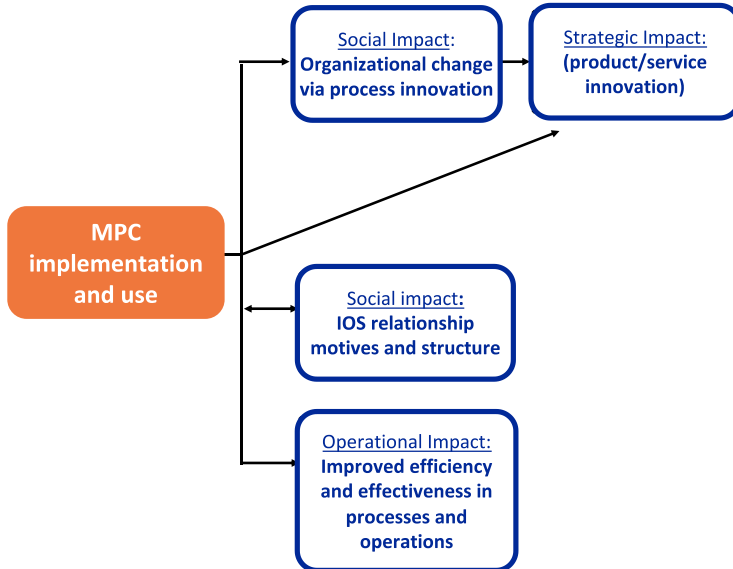 Social Impact:
Organizational change
via process innovation
Strategic Impact:
(product/service
innovation)
MPC
implementation
and use
Social impact:
IOS relationship
motives and structure
Operational Impact:
Improved efficiency
and effectiveness in
processes and
operations